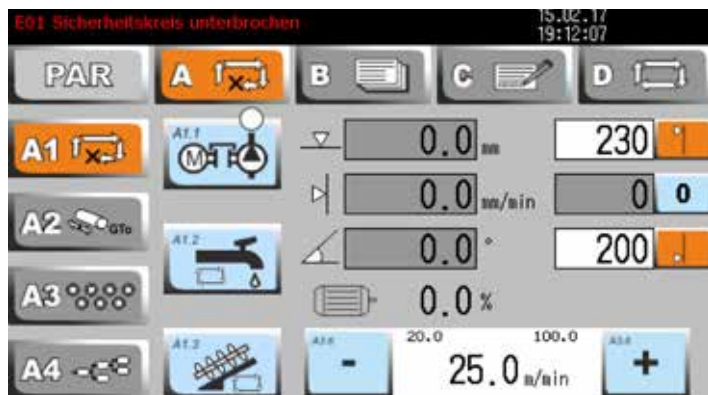 E01 Sicherheitskreis unterbrochen
15.02.17
19:12:07
PAR
A
B
C
D
A1
A1.1
M
0.0 mm
230
0.0 mm/min
0
0
A2
GTo
A1.2
0.0 °
200
A3
0.0 %
A4
A1.3
A3.6
-
20.0
100.0
25.0 m/min
+